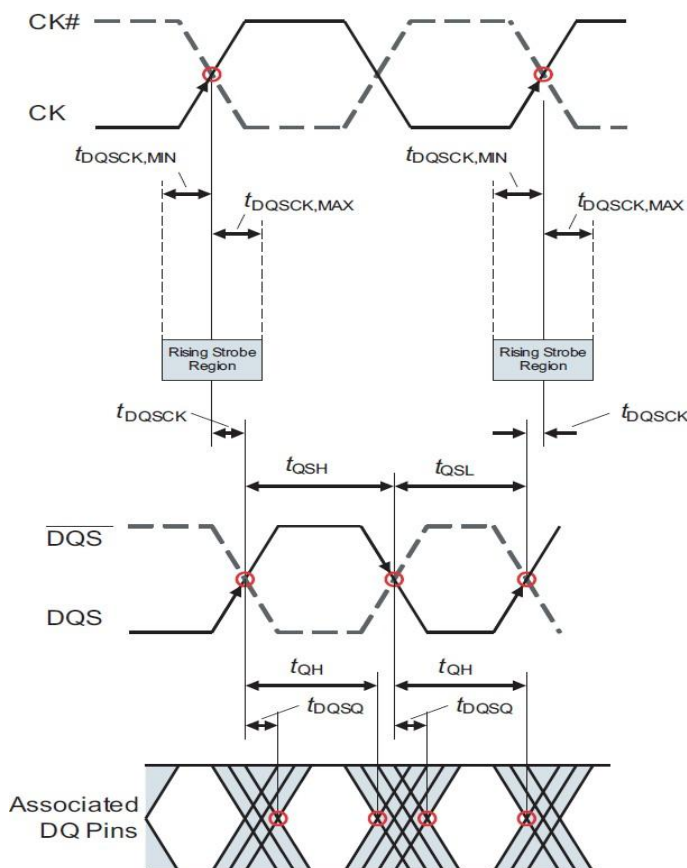 CK#
CK
tDQSCK,MIN
tDQSCK,MIN
tDQSCK,MAX
tDQSCK,MAX
Rising Strobe
Region
Rising Strobe
Region
tDQSCK
tDQSCK
tQSH
tQSL
DQS
DQS
tQH
tQH
tDQSQ
tDQSQ
Associated
DQ Pins